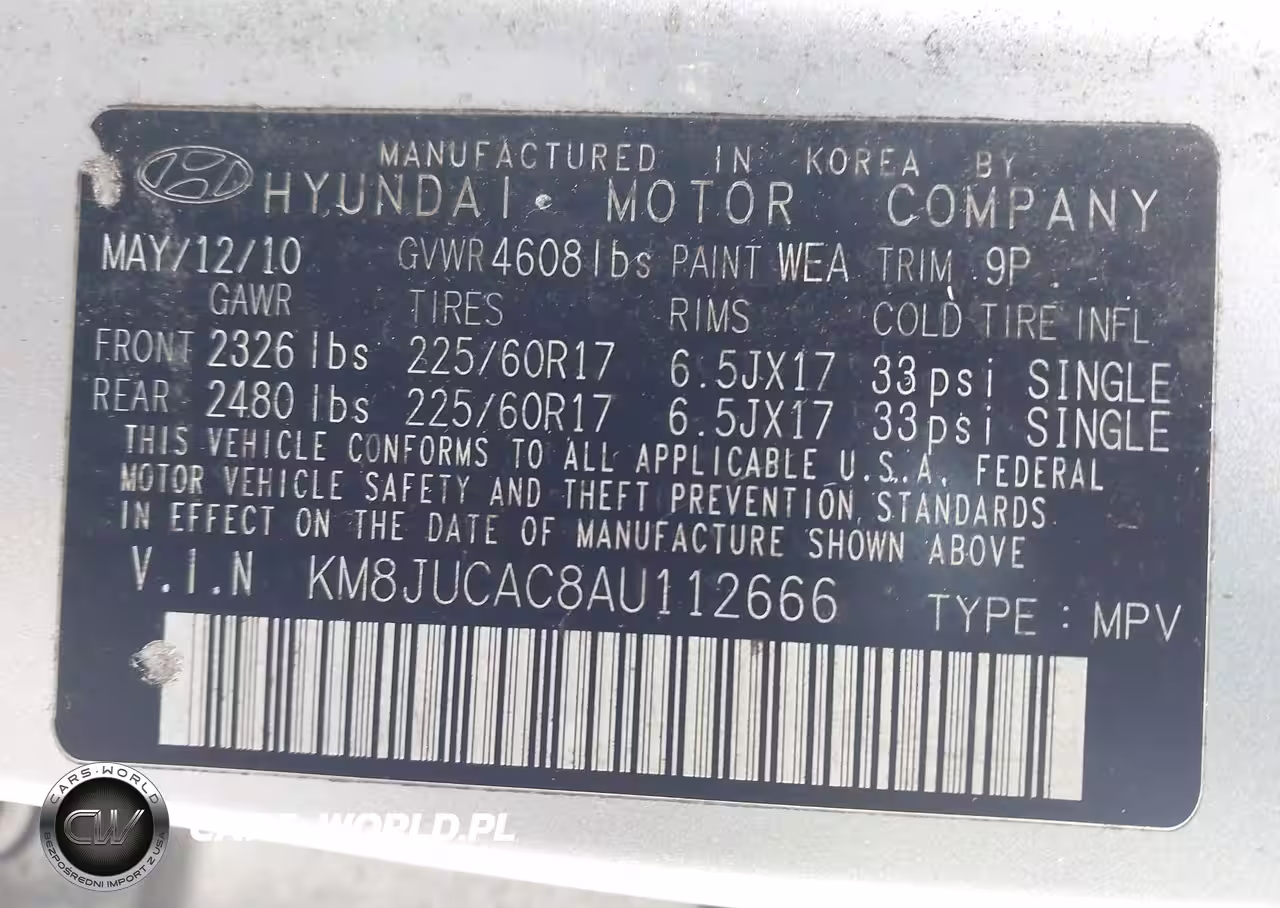 MANUFACTURED IN KOREA BY
HYUNDAI MOTOR COMPANY
MAY/12/10 GVWR 4608 lbs PAINT WEA TRIM 9P
GAWR TIRES RIMS COLD TIRE INFL
FRONT 2326 lbs 225/60R17 6.5JX17 33psi SINGLE
REAR 2480 lbs 225/60R17 6.5JX17 33psi SINGLE
THIS VEHICLE CONFORMS TO ALL APPLICABLE U.S.A. FEDERAL
MOTOR VEHICLE SAFETY AND THEFT PREVENTION STANDARDS
IN EFFECT ON THE DATE OF MANUFACTURE SHOWN ABOVE
V.I.N KM8JUCAC8AU112666 TYPE : MPV
CARS-WORLD
CW
BEZPOŚREDNI IMPORT Z USA
CARS-WORLD.PL